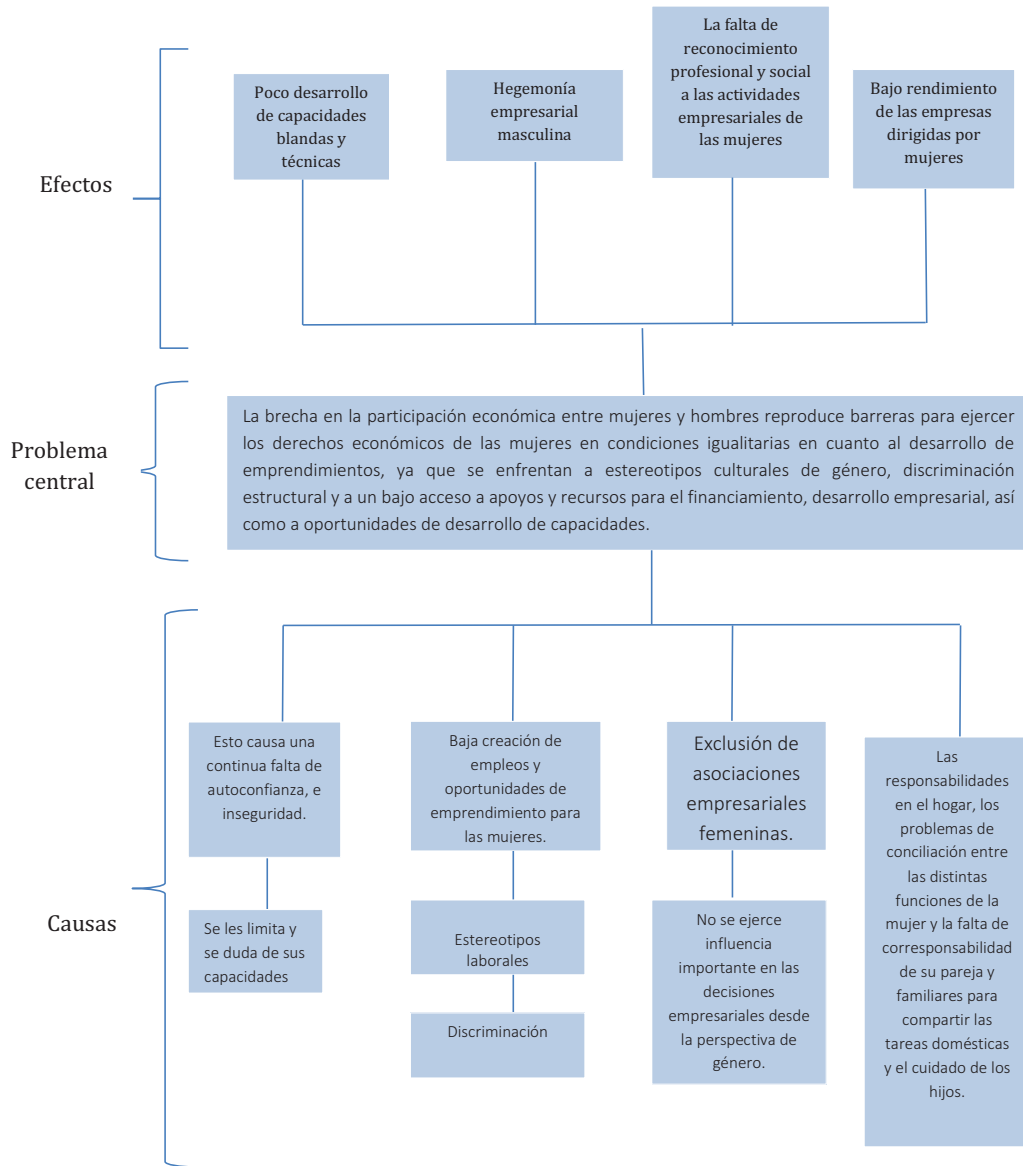 Efectos
Poco desarrollo
de capacidades
blandas y
técnicas
Hegemonía
empresarial
masculina
La falta de
reconocimiento
profesional y social
a las actividades
empresariales de
las mujeres
Bajo rendimiento
de las empresas
dirigidas por
mujeres
Problema
central
La brecha en la participación económica entre mujeres y hombres reproduce barreras para ejercer
los derechos económicos de las mujeres en condiciones igualitarias en cuanto al desarrollo de
emprendimientos, ya que se enfrentan a estereotipos culturales de género, discriminación
estructural y a un bajo acceso a apoyos y recursos para el financiamiento, desarrollo empresarial, así
como a oportunidades de desarrollo de capacidades.
Causas
Esto causa una
continua falta de
autoconfianza, e
inseguridad.
Se les limita y
se duda de sus
capacidades
Baja creación de
empleos y
oportunidades de
emprendimiento para
las mujeres.
Estereotipos
laborales
Discriminación
Exclusión de
asociaciones
empresariales
femeninas.
No se ejerce
influencia
importante en las
decisiones
empresariales desde
la perspectiva de
género.
Las
responsabilidades
en el hogar, los
problemas de
conciliación entre
las distintas
funciones de la
mujer y la falta de
corresponsabilidad
de su pareja y
familiares para
compartir las
tareas domésticas
y el cuidado de los
hijos.